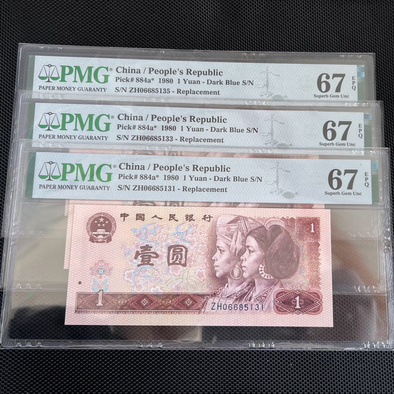 PMG
PAPER MONEY GUARANTY
China / People's Republic
Pick# 884a* 1980 1 Yuan - Dark Blue S/N
S/N ZH06685135 - Replacement
67 EPQ
Superb Gem Unc
PMG
PAPER MONEY GUARANTY
China / People's Republic
Pick# 884a* 1980 1 Yuan - Dark Blue S/N
S/N ZH06685133 - Replacement
67 EPQ
Superb Gem Unc
PMG
PAPER MONEY GUARANTY
China / People's Republic
Pick# 884a* 1980 1 Yuan - Dark Blue S/N
S/N ZH06685131 - Replacement
67 EPQ
Superb Gem Unc
中国人民银行
1
壹圆
1
ZH06685131
1